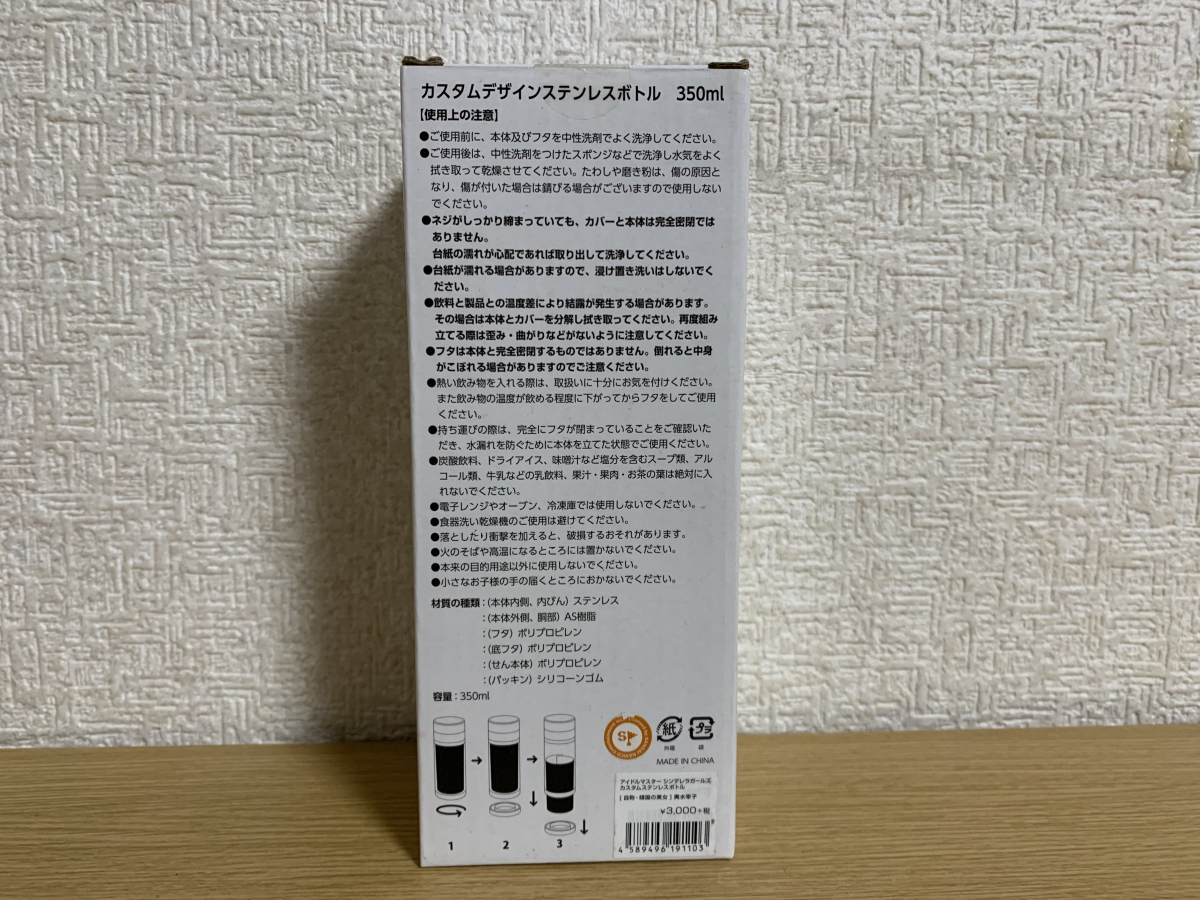 カスタムデザインステンレスボトル 350ml
【使用上の注意】
●ご使用前に、本体及びフタを中性洗剤でよく洗浄してください。
●ご使用後は、中性洗剤をつけたスポンジなどで洗浄し水気をよく
拭き取って乾燥させてください。たわしや磨き粉は、傷の原因と
なり、傷が付いた場合は錆びる場合がございますので使用しない
でください。
●ネジがしっかり締まっていても、カバーと本体は完全密閉では
ありません。
台紙の濡れが心配であれば取り出して洗浄してください。
●台紙が濡れる場合がありますので、浸け置き洗いはしないでく
ださい。
●飲料と製品との温度差により結露が発生する場合があります。
その場合は本体とカバーを分解し拭き取ってください。再度組み
立てる際は歪み・曲がりなどがないように注意してください。
●フタは本体と完全密閉するものではありません。倒れると中身
がこぼれる場合がありますのでご注意ください。
●熱い飲み物を入れる際は、取扱いに十分にお気を付けください。
また飲み物の温度が飲める程度に下がってからフタをしてご使用
ください。
●持ち運びの際は、完全にフタが閉まっていることをご確認いた
だき、水漏れを防ぐために本体を立てた状態でご使用ください。
●炭酸飲料、ドライアイス、味噌汁など塩分を含むスープ類、アル
コール類、牛乳などの乳飲料、果汁・果肉・お茶の葉は絶対に入
れないでください。
●電子レンジやオーブン、冷凍庫では使用しないでください。
●食器洗い乾燥機のご使用は避けてください。
●落としたり衝撃を加えると、破損するおそれがあります。
●火のそばや高温になるところには置かないでください。
●本来の目的用途以外に使用しないでください。
●小さなお子様の手の届くところにおかないでください。
材質の種類：(本体内側、内びん) ステンレス
：(本体外側、胴部) AS樹脂
：(フタ) ポリプロピレン
：(底フタ) ポリプロピレン
：(せん本体) ポリプロピレン
：(パッキン) シリコーンゴム
容量：350ml
1 2 3
SP
紙
外箱
プラ
袋
MADE IN CHINA
アイドルマスター シンデレラガールズ
カスタムステンレスボトル
[ 自称・傾国の美女 ] 輿水幸子
¥3,000+税
4 589496 191103